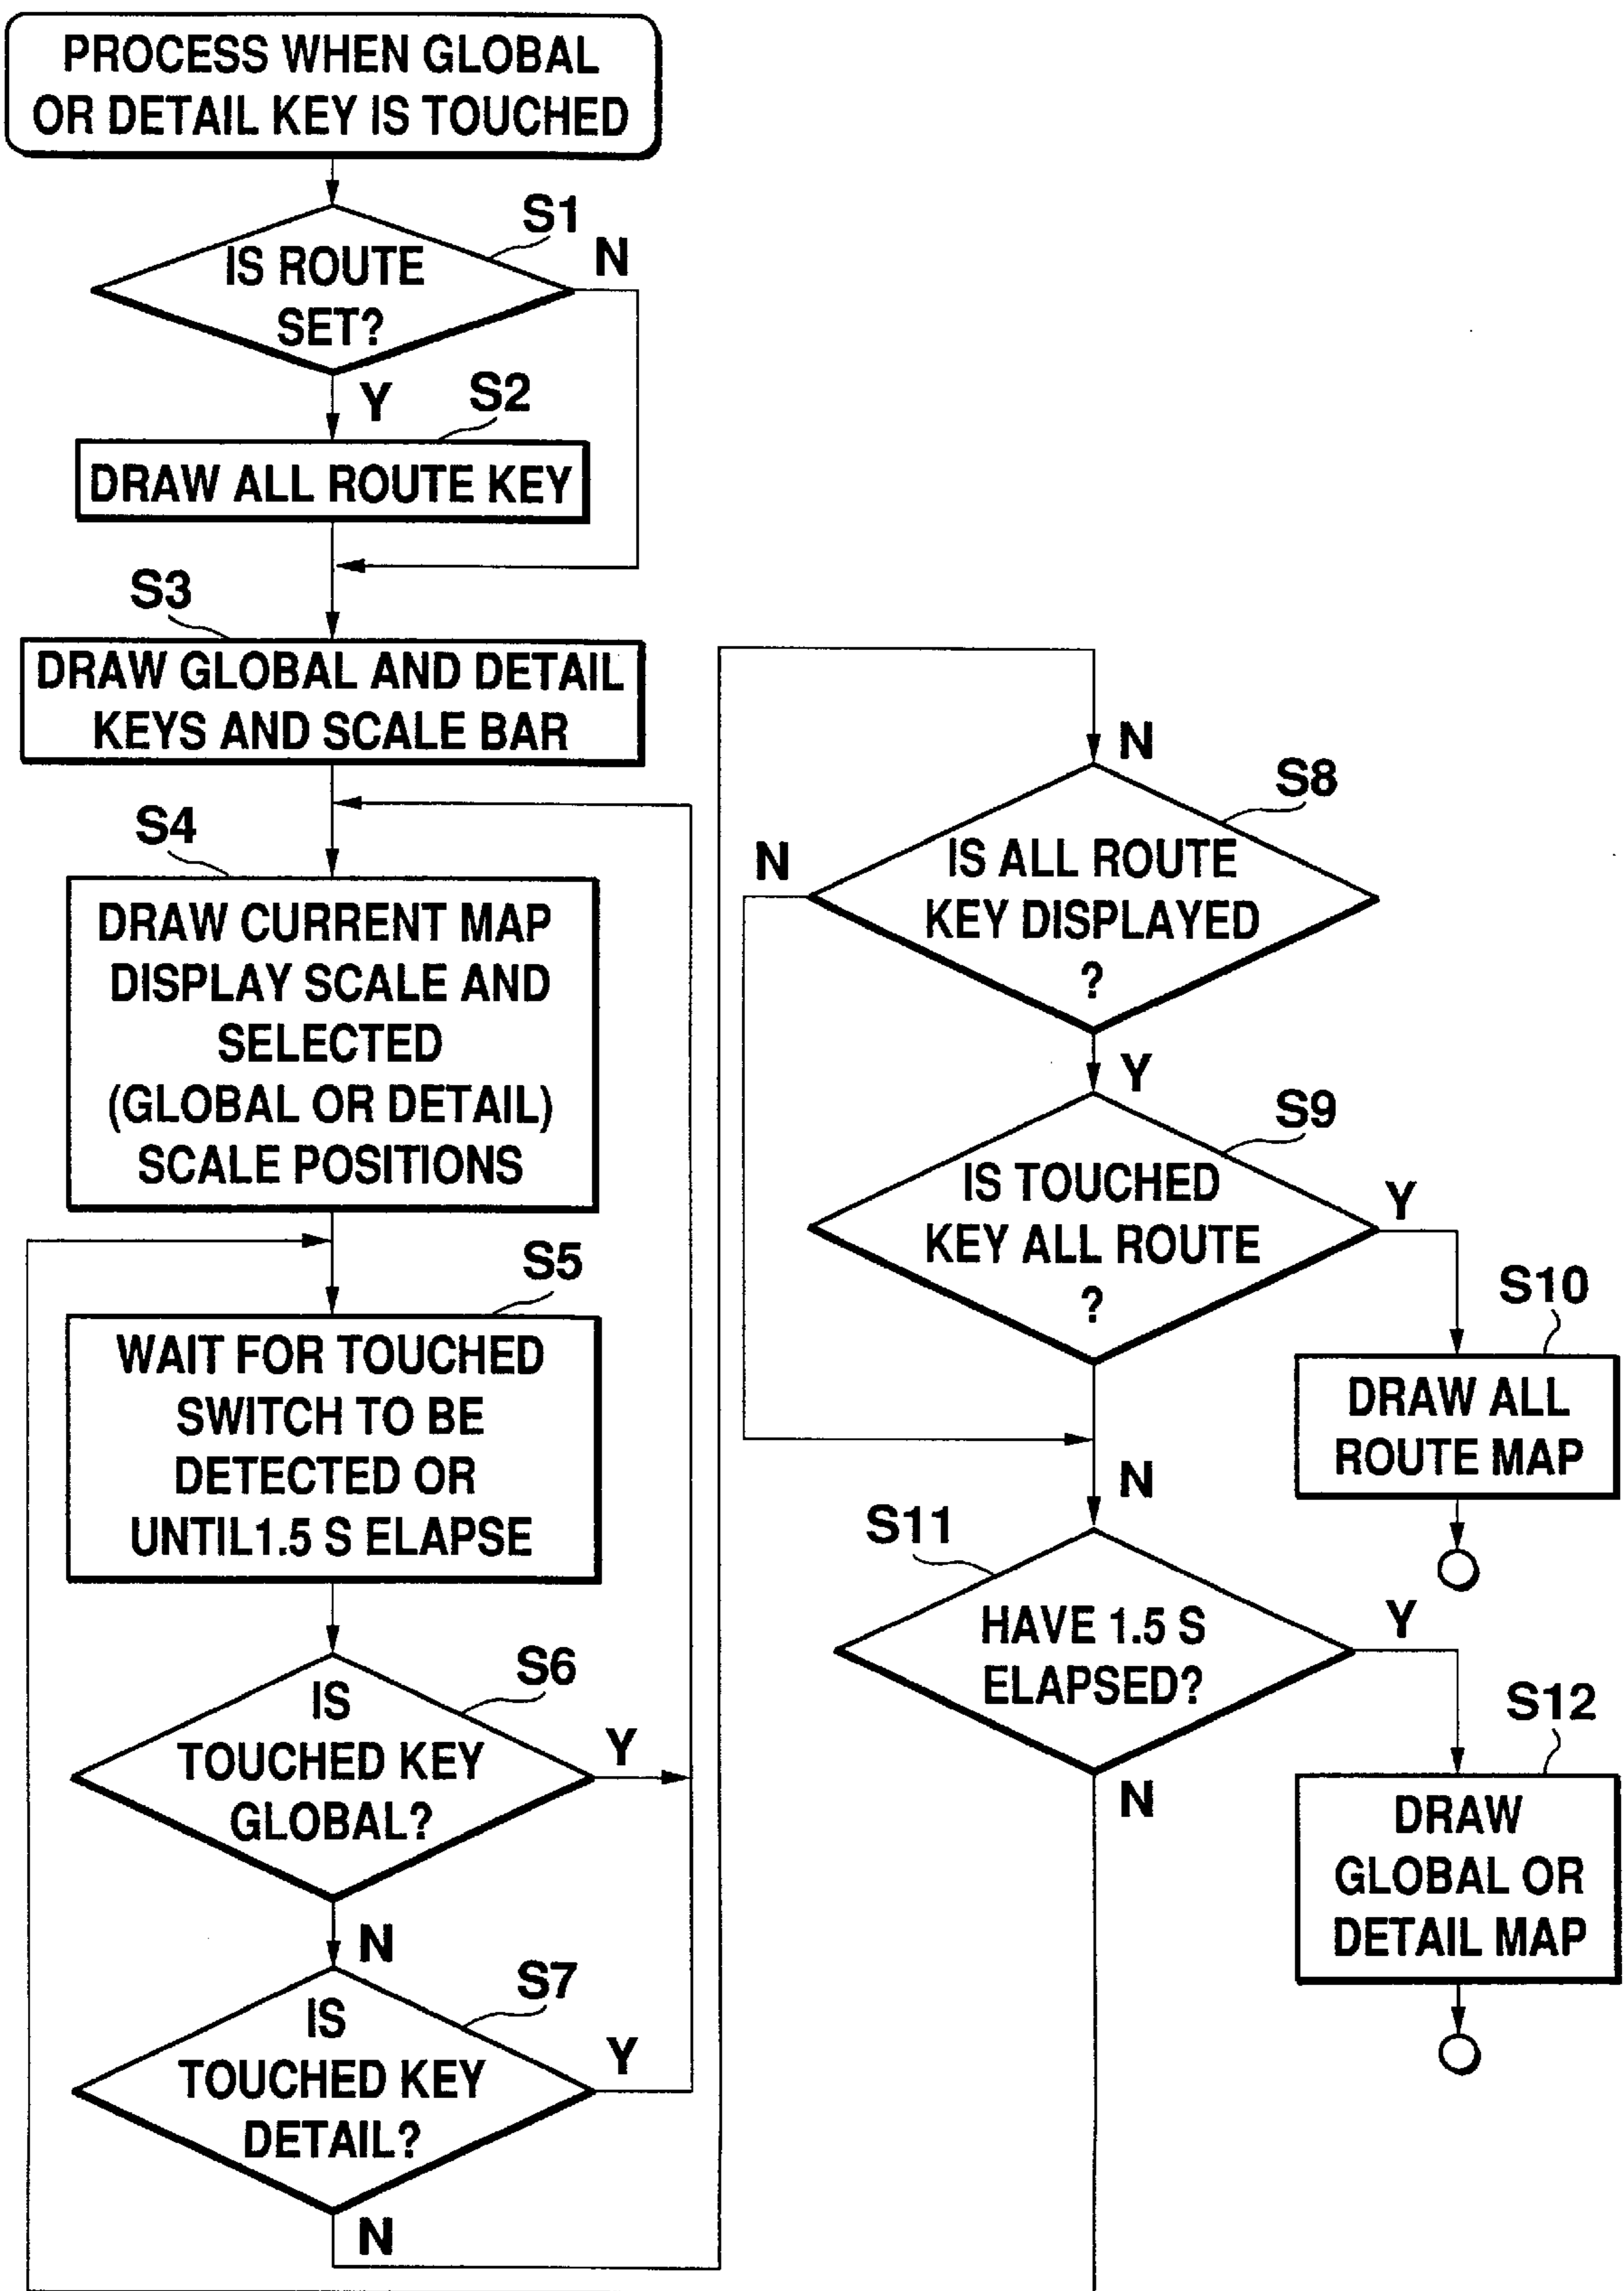 PROCESS WHEN GLOBAL
OR DETAIL KEY IS TOUCHED
S1
N
IS ROUTE
SET?
Y
S2
DRAW ALL ROUTE KEY
S3
DRAW GLOBAL AND DETAIL
KEYS AND SCALE BAR
S4
DRAW CURRENT MAP
DISPLAY SCALE AND
SELECTED
(GLOBAL OR DETAIL)
SCALE POSITIONS
S5
WAIT FOR TOUCHED
SWITCH TO BE
DETECTED OR
UNTIL1.5 S ELAPSE
S6
IS
TOUCHED KEY
GLOBAL?
Y
N
S7
IS
TOUCHED KEY
DETAIL?
Y
N
N
S8
N
IS ALL ROUTE
KEY DISPLAYED
?
Y
S9
IS TOUCHED
KEY ALL ROUTE
?
Y
S10
DRAW ALL
ROUTE MAP
N
S11
HAVE 1.5 S
ELAPSED?
Y
N
S12
DRAW
GLOBAL OR
DETAIL MAP